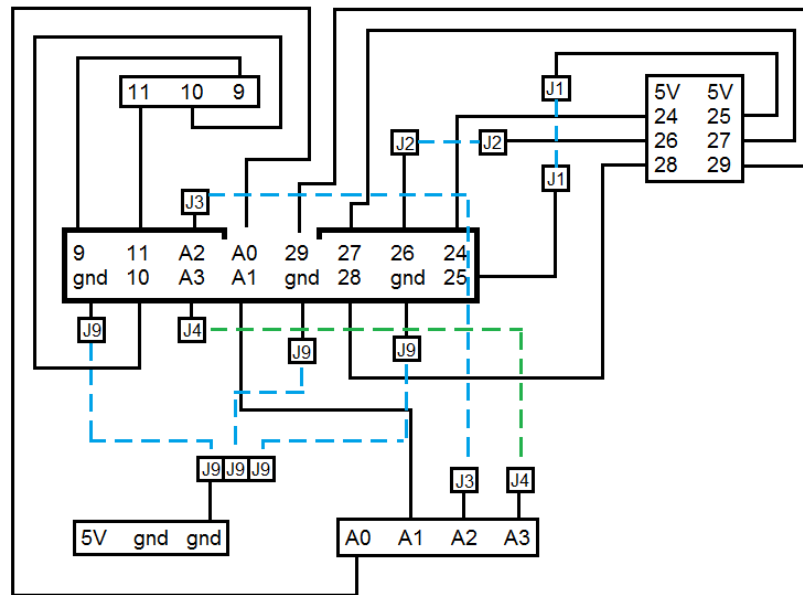 J1
5V 5V
11 10 9
24 25
J2 J2
26 27
28 29
J1
J3
9 11 A2 A0 29 27 26 24
gnd 10 A3 A1 gnd 28 gnd 25
J9 J4
J9 J9
J9 J9 J9
J3 J4
5V gnd gnd
A0 A1 A2 A3